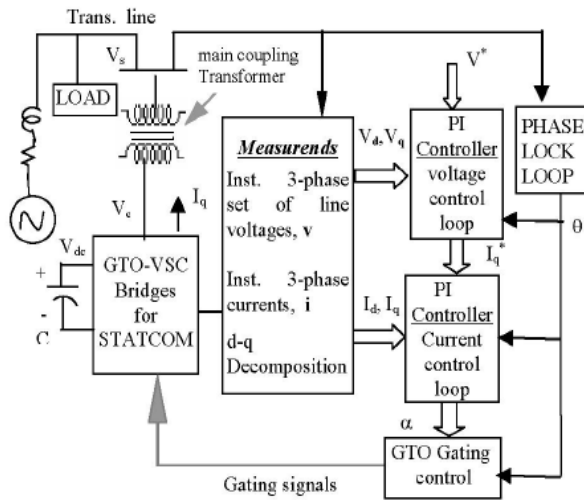 Trans. line
Vs
main coupling
Transformer
V*
LOAD
Measurends
Inst. 3-phase
set of line
voltages, v
Inst. 3-phase
currents, i
d-q
Decomposition
Vd,Vq
PI
Controller
voltage
control
loop
PHASE
LOCK
LOOP
θ
Vc
Iq
Vdc
+
-
C
GTO-VSC
Bridges
for
STATCOM
Iq*
Id, Iq
PI
Controller
Current
control
loop
α
GTO Gating
control
Gating signals